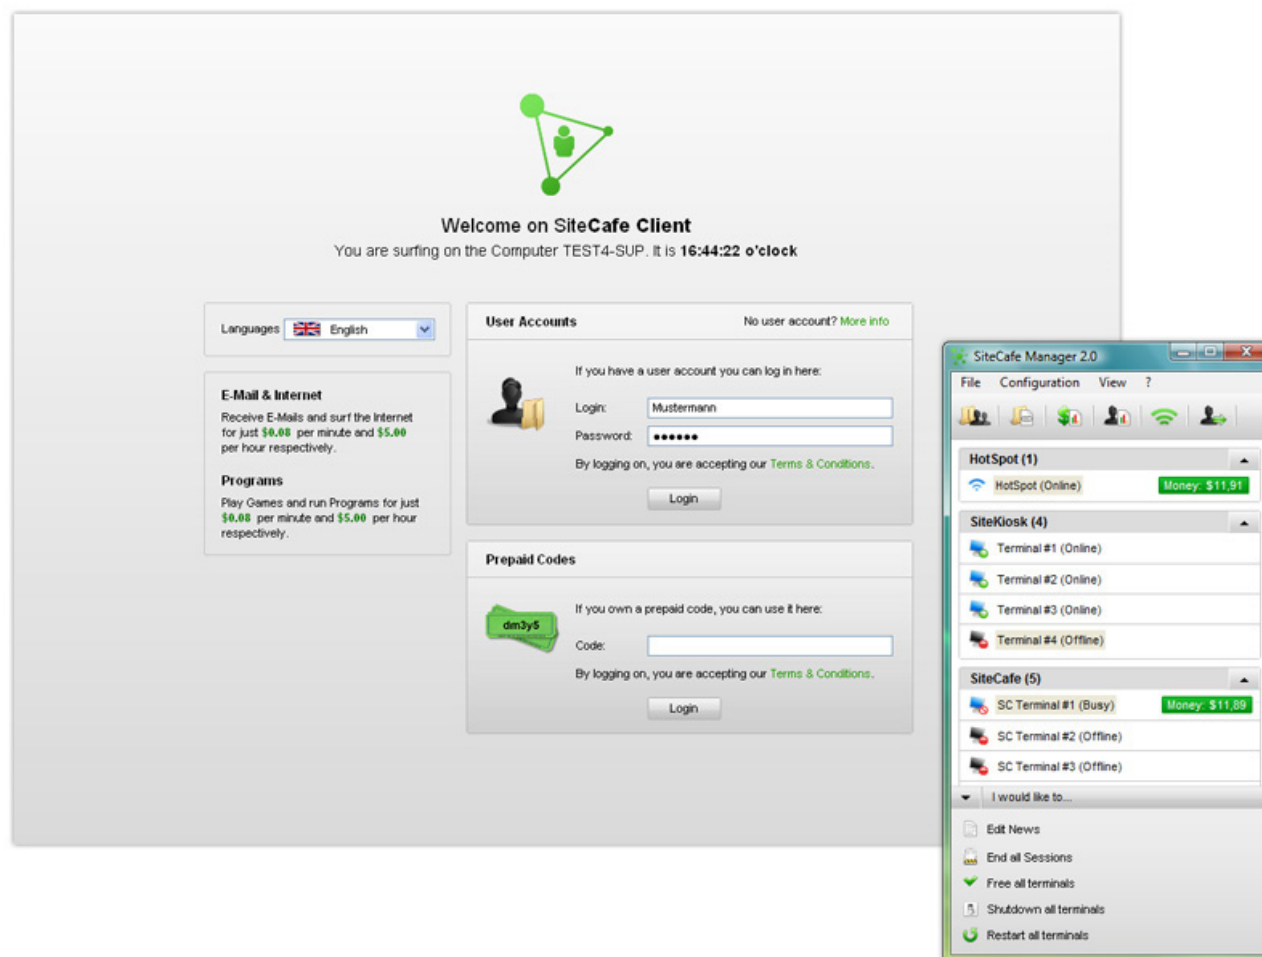 Welcome on SiteCafe Client
You are surfing on the Computer TEST4-SUP. It is 16:44:22 o'clock
Languages English
E-Mail & Internet
Receive E-Mails and surf the Internet
for just $0.08 per minute and $5.00
per hour respectively.
Programs
Play Games and run Programs for just
$0.08 per minute and $5.00 per hour
respectively.
User Accounts No user account? More info
If you have a user account you can log in here:
Login: Mustermann
Password: ●●●●●●
By logging on, you are accepting our Terms & Conditions.
Login
Prepaid Codes
If you own a prepaid code, you can use it here:
dm3y5
Code:
By logging on, you are accepting our Terms & Conditions.
Login
SiteCafe Manager 2.0
File Configuration View ?
HotSpot (1)
HotSpot (Online) Money: $11,91
SiteKiosk (4)
Terminal #1 (Online)
Terminal #2 (Online)
Terminal #3 (Online)
Terminal #4 (Offline)
SiteCafe (5)
SC Terminal #1 (Busy) Money: $11,89
SC Terminal #2 (Offline)
SC Terminal #3 (Offline)
I would like to...
Edit News
End all Sessions
Free all terminals
Shutdown all terminals
Restart all terminals